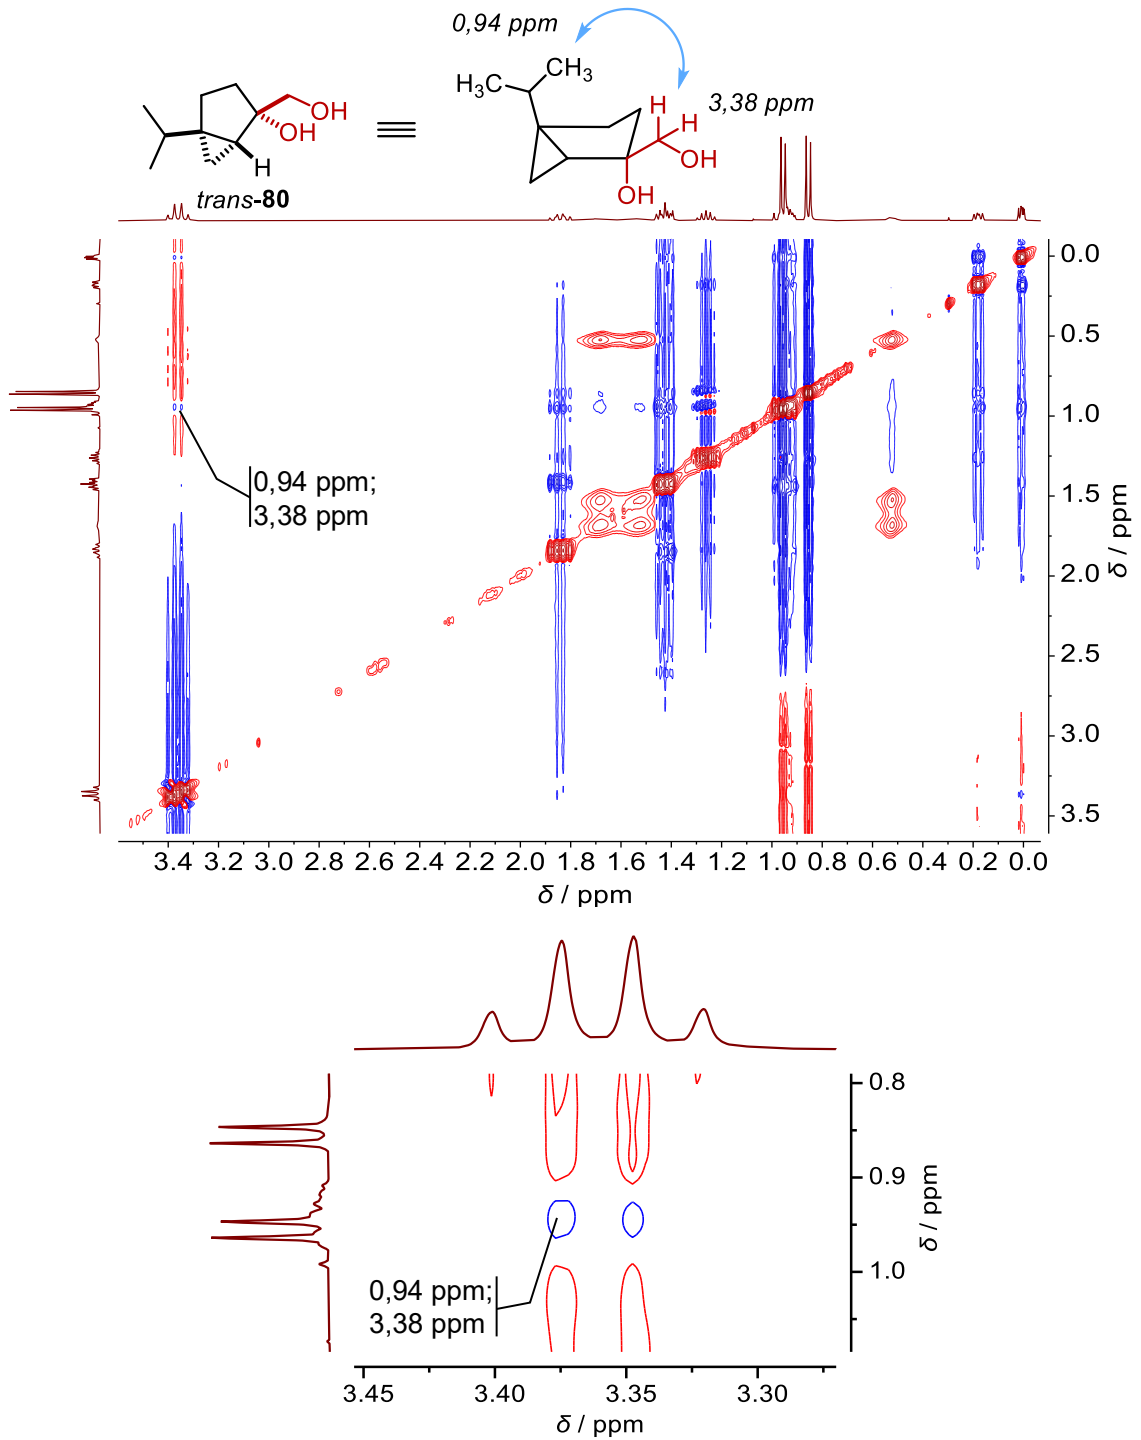 0,94 ppm
H₃C
CH₃
H
H
3,38 ppm
OH
OH
OH
OH
H
trans-80
0.0
0.5
1.0
1.5
2.0
2.5
3.0
3.5
δ / ppm
0,94 ppm;
3,38 ppm
3.4 3.2 3.0 2.8 2.6 2.4 2.2 2.0 1.8 1.6 1.4 1.2 1.0 0.8 0.6 0.4 0.2 0.0
δ / ppm
0.8
0.9
1.0
δ / ppm
0,94 ppm;
3,38 ppm
3.45 3.40 3.35 3.30
δ / ppm